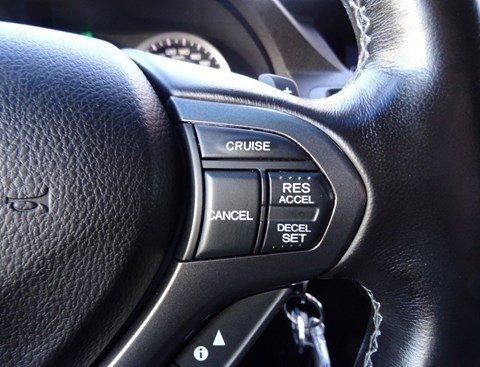 CRUISE
RES
ACCEL
CANCEL
DECEL
SET
+
i